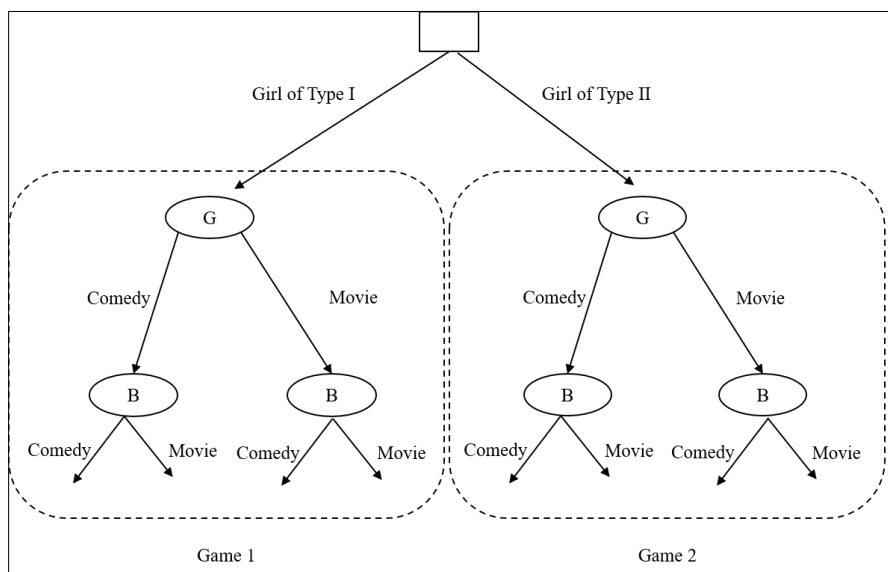 Girl of Type I
Girl of Type II
G
G
Comedy
Movie
Comedy
Movie
B
B
B
B
Comedy
Movie
Comedy
Movie
Comedy
Movie
Comedy
Movie
Game 1
Game 2